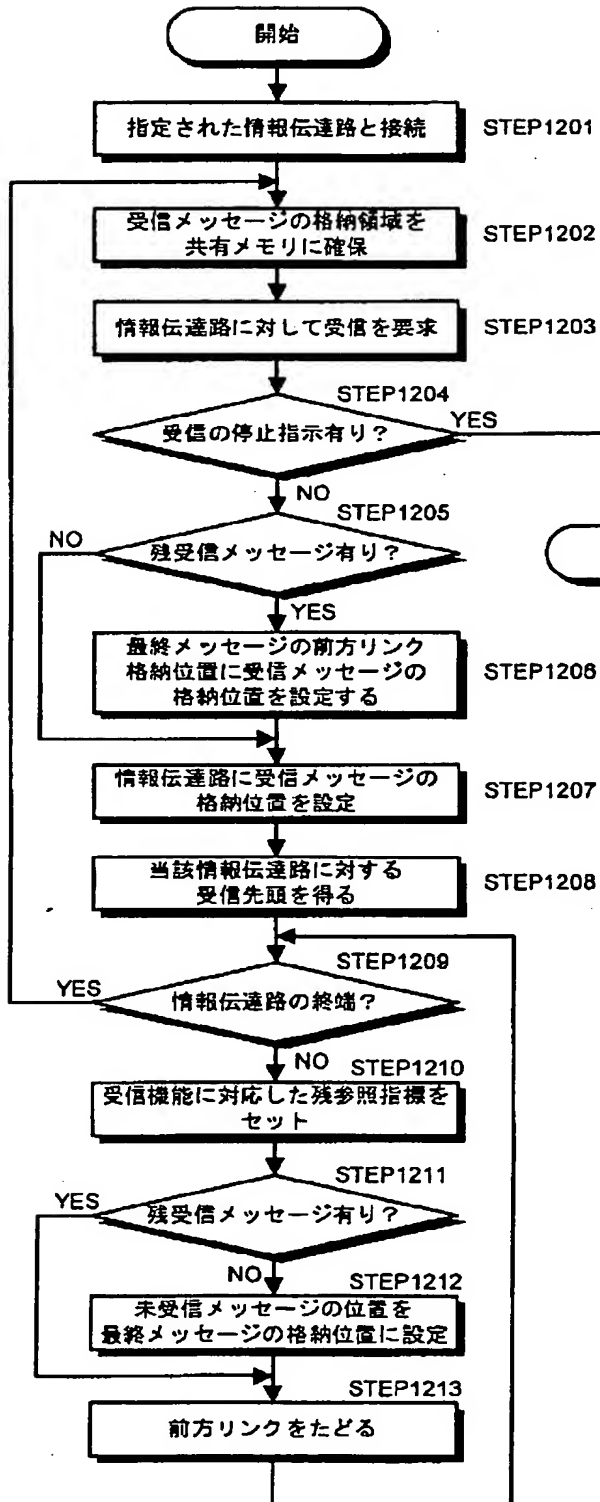 開始
指定された情報伝達路と接続
STEP1201
受信メッセージの格納領域を
共有メモリに確保
STEP1202
情報伝達路に対して受信を要求
STEP1203
STEP1204
受信の停止指示有り?
YES
NO
STEP1205
NO
残受信メッセージ有り?
YES
最終メッセージの前方リンク
格納位置に受信メッセージの
格納位置を設定する
STEP1206
情報伝達路に受信メッセージの
格納位置を設定
STEP1207
当該情報伝達路に対する
受信先頭を得る
STEP1208
STEP1209
YES
情報伝達路の終端?
NO
STEP1210
受信機能に対応した残参照指標を
セット
STEP1211
YES
残受信メッセージ有り?
NO
STEP1212
未受信メッセージの位置を
最終メッセージの格納位置に設定
STEP1213
前方リンクをたどる